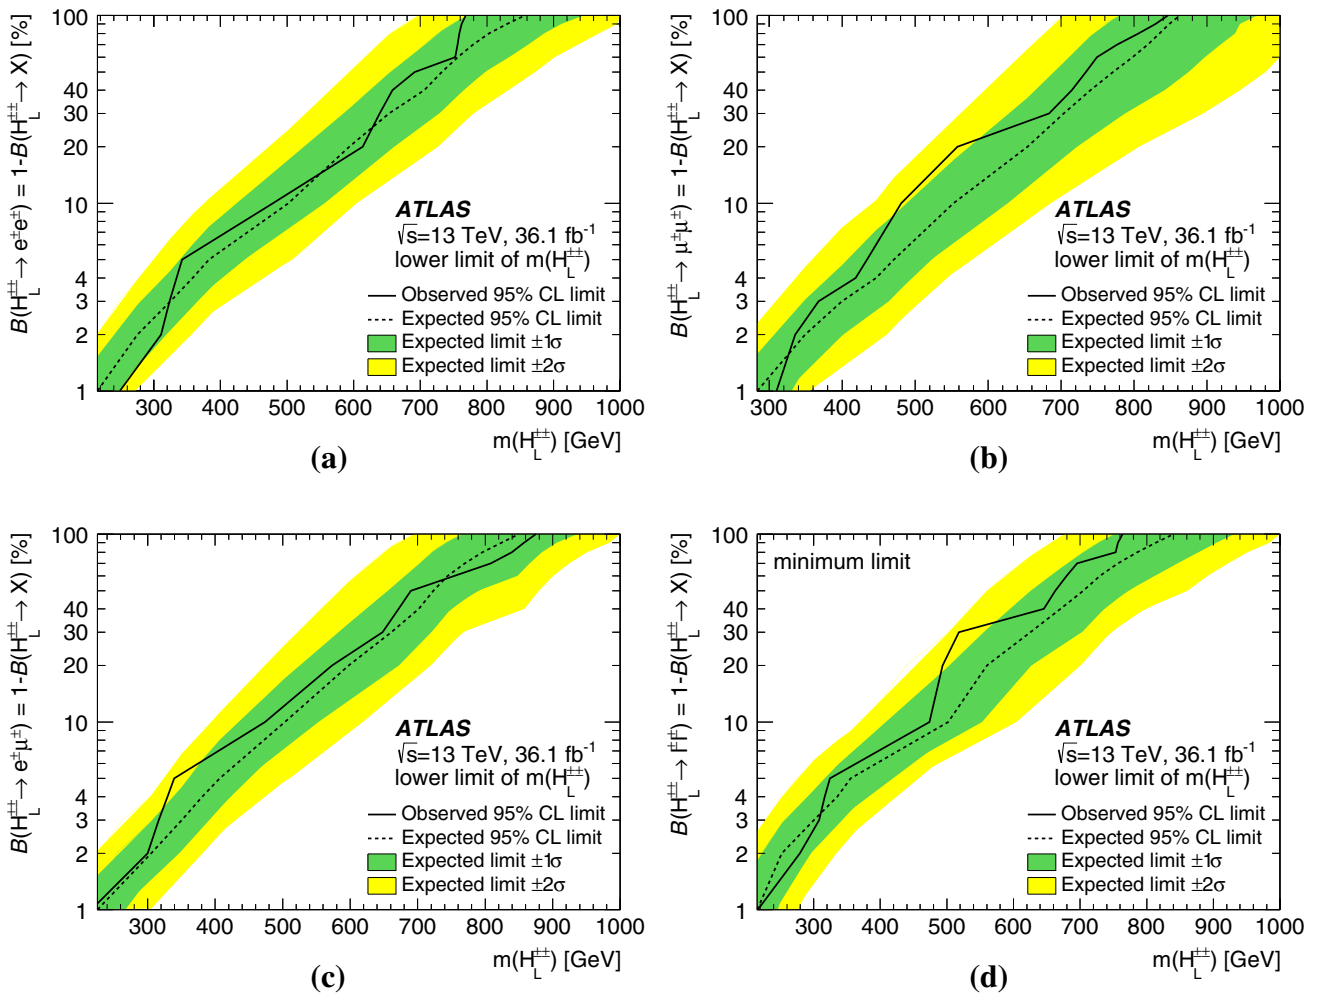 B(H_L^±± → e^±e^±) = 1-B(H_L^±± → X) [%]
100
40
30
20
10
4
3
2
1
ATLAS
√s=13 TeV, 36.1 fb⁻¹
lower limit of m(H_L^±±)
Observed 95% CL limit
Expected 95% CL limit
Expected limit ±1σ
Expected limit ±2σ
300 400 500 600 700 800 900 1000
m(H_L^±±) [GeV]
(a)
B(H_L^±± → μ^±μ^±) = 1-B(H_L^±± → X) [%]
100
40
30
20
10
4
3
2
1
ATLAS
√s=13 TeV, 36.1 fb⁻¹
lower limit of m(H_L^±±)
Observed 95% CL limit
Expected 95% CL limit
Expected limit ±1σ
Expected limit ±2σ
300 400 500 600 700 800 900 1000
m(H_L^±±) [GeV]
(b)
B(H_L^±± → e^±μ^±) = 1-B(H_L^±± → X) [%]
100
40
30
20
10
4
3
2
1
ATLAS
√s=13 TeV, 36.1 fb⁻¹
lower limit of m(H_L^±±)
Observed 95% CL limit
Expected 95% CL limit
Expected limit ±1σ
Expected limit ±2σ
300 400 500 600 700 800 900 1000
m(H_L^±±) [GeV]
(c)
B(H_L^±± → l^±l^±) = 1-B(H_L^±± → X) [%]
100
40
30
20
10
4
3
2
1
minimum limit
ATLAS
√s=13 TeV, 36.1 fb⁻¹
lower limit of m(H_L^±±)
Observed 95% CL limit
Expected 95% CL limit
Expected limit ±1σ
Expected limit ±2σ
300 400 500 600 700 800 900 1000
m(H_L^±±) [GeV]
(d)